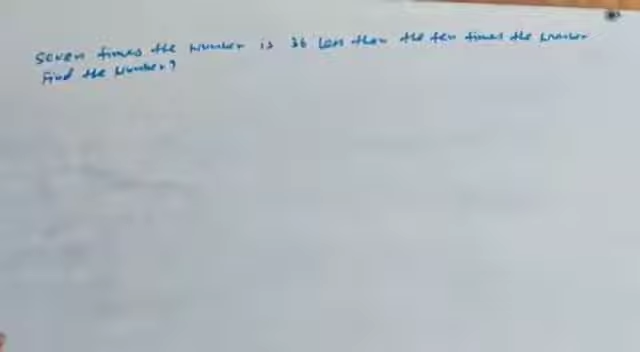 seven times the number is 36 less than the ten times the number
Find the Number?